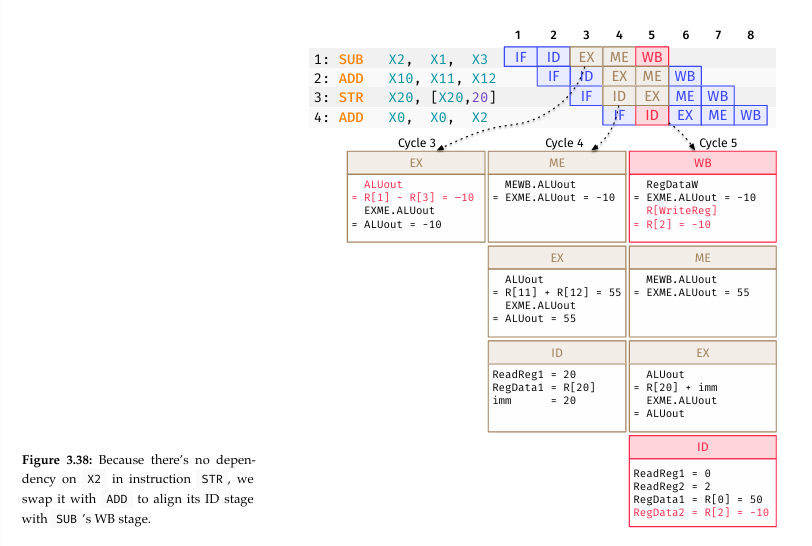 1 2 3 4 5 6 7 8
1: SUB X2, X1, X3 IF ID EX ME WB
2: ADD X10, X11, X12 IF ID EX ME WB
3: STR X20, [X20,20] IF ID EX ME WB
4: ADD X0, X0, X2 IF ID EX ME WB
Cycle 3 Cycle 4 Cycle 5
EX
ALUout
= R[1] - R[3] = -10
EXME.ALUout
= ALUout = -10
ME
MEWB.ALUout
= EXME.ALUout = -10
WB
RegDataW
= EXME.ALUout = -10
R[WriteReg]
= R[2] = -10
EX
ALUout
= R[11] + R[12] = 55
EXME.ALUout
= ALUout = 55
ME
MEWB.ALUout
= EXME.ALUout = 55
ID
ReadReg1 = 20
RegData1 = R[20]
imm = 20
EX
ALUout
= R[20] + imm
EXME.ALUout
= ALUout
ID
ReadReg1 = 0
ReadReg2 = 2
RegData1 = R[0] = 50
RegData2 = R[2] = -10
Figure 3.38: Because there's no depen-
dency on X2 in instruction STR, we
swap it with ADD to align its ID stage
with SUB's WB stage.